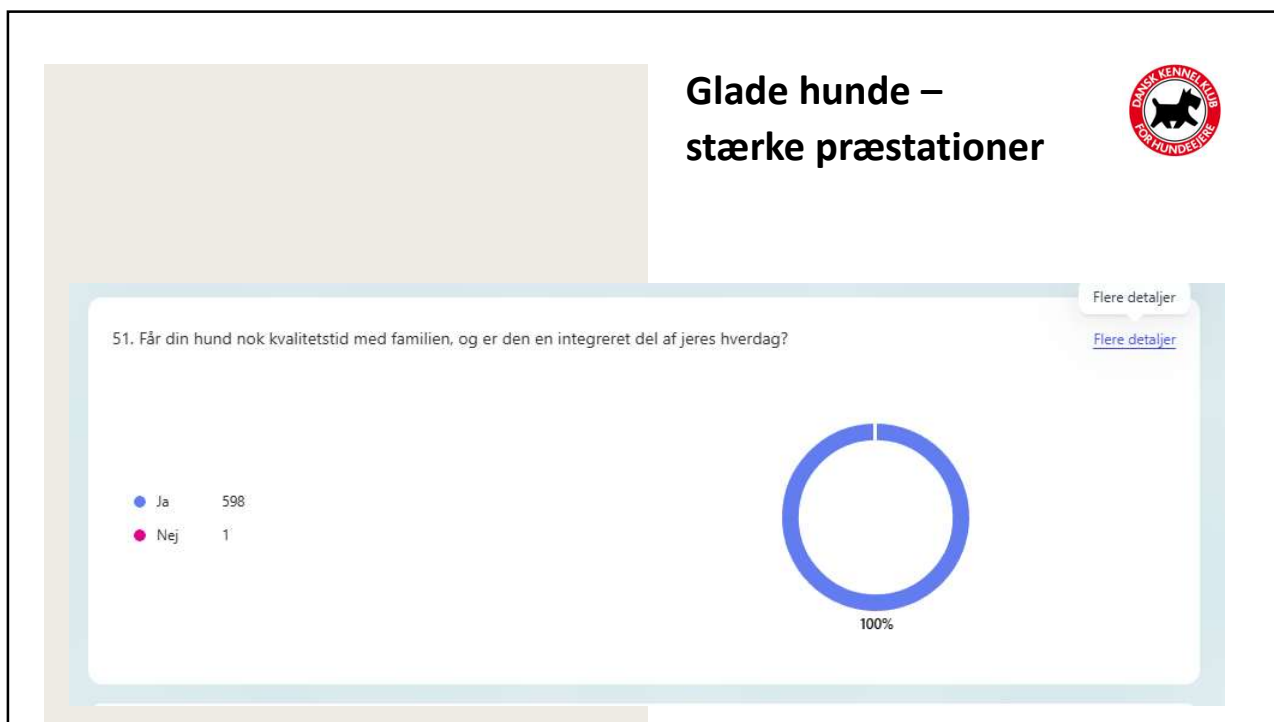 Glade hunde –
stærke præstationer
DANSK KENNEL KLUB
FOR HUNDEEJERE
Flere detaljer
51. Får din hund nok kvalitetstid med familien, og er den en integreret del af jeres hverdag?
Flere detaljer
Ja 598
Nej 1
100%